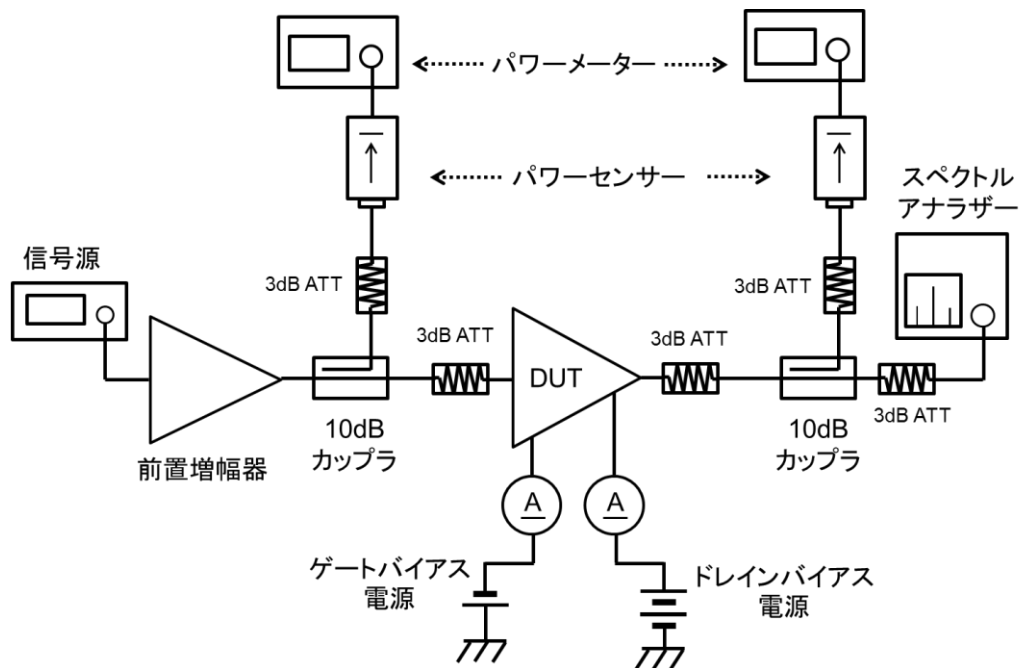 パワーメーター
パワーセンサー
スペクトル
アナラザー
信号源
3dB ATT
3dB ATT
3dB ATT
3dB ATT
DUT
3dB ATT
10dB
カップラ
10dB
カップラ
前置増幅器
A
A
ゲートバイアス
電源
ドレインバイアス
電源